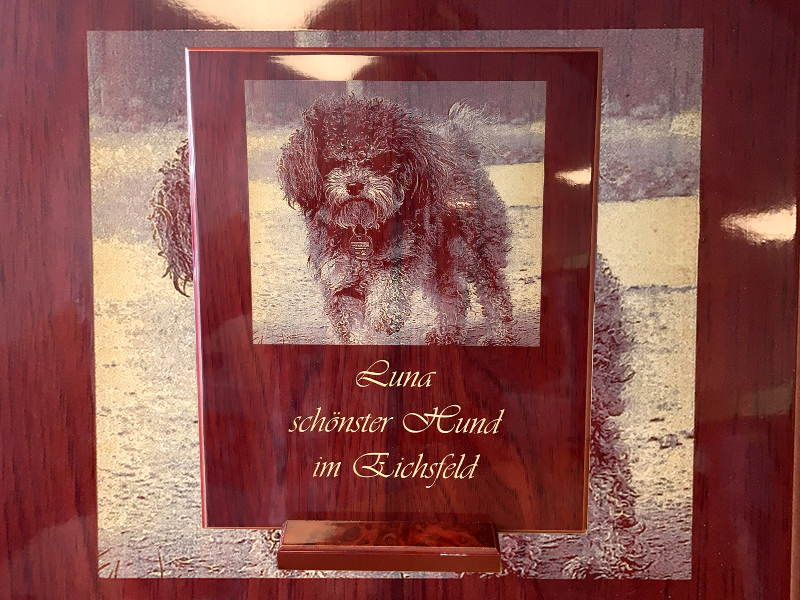 Luna
schönster Hund
im Eichsfeld